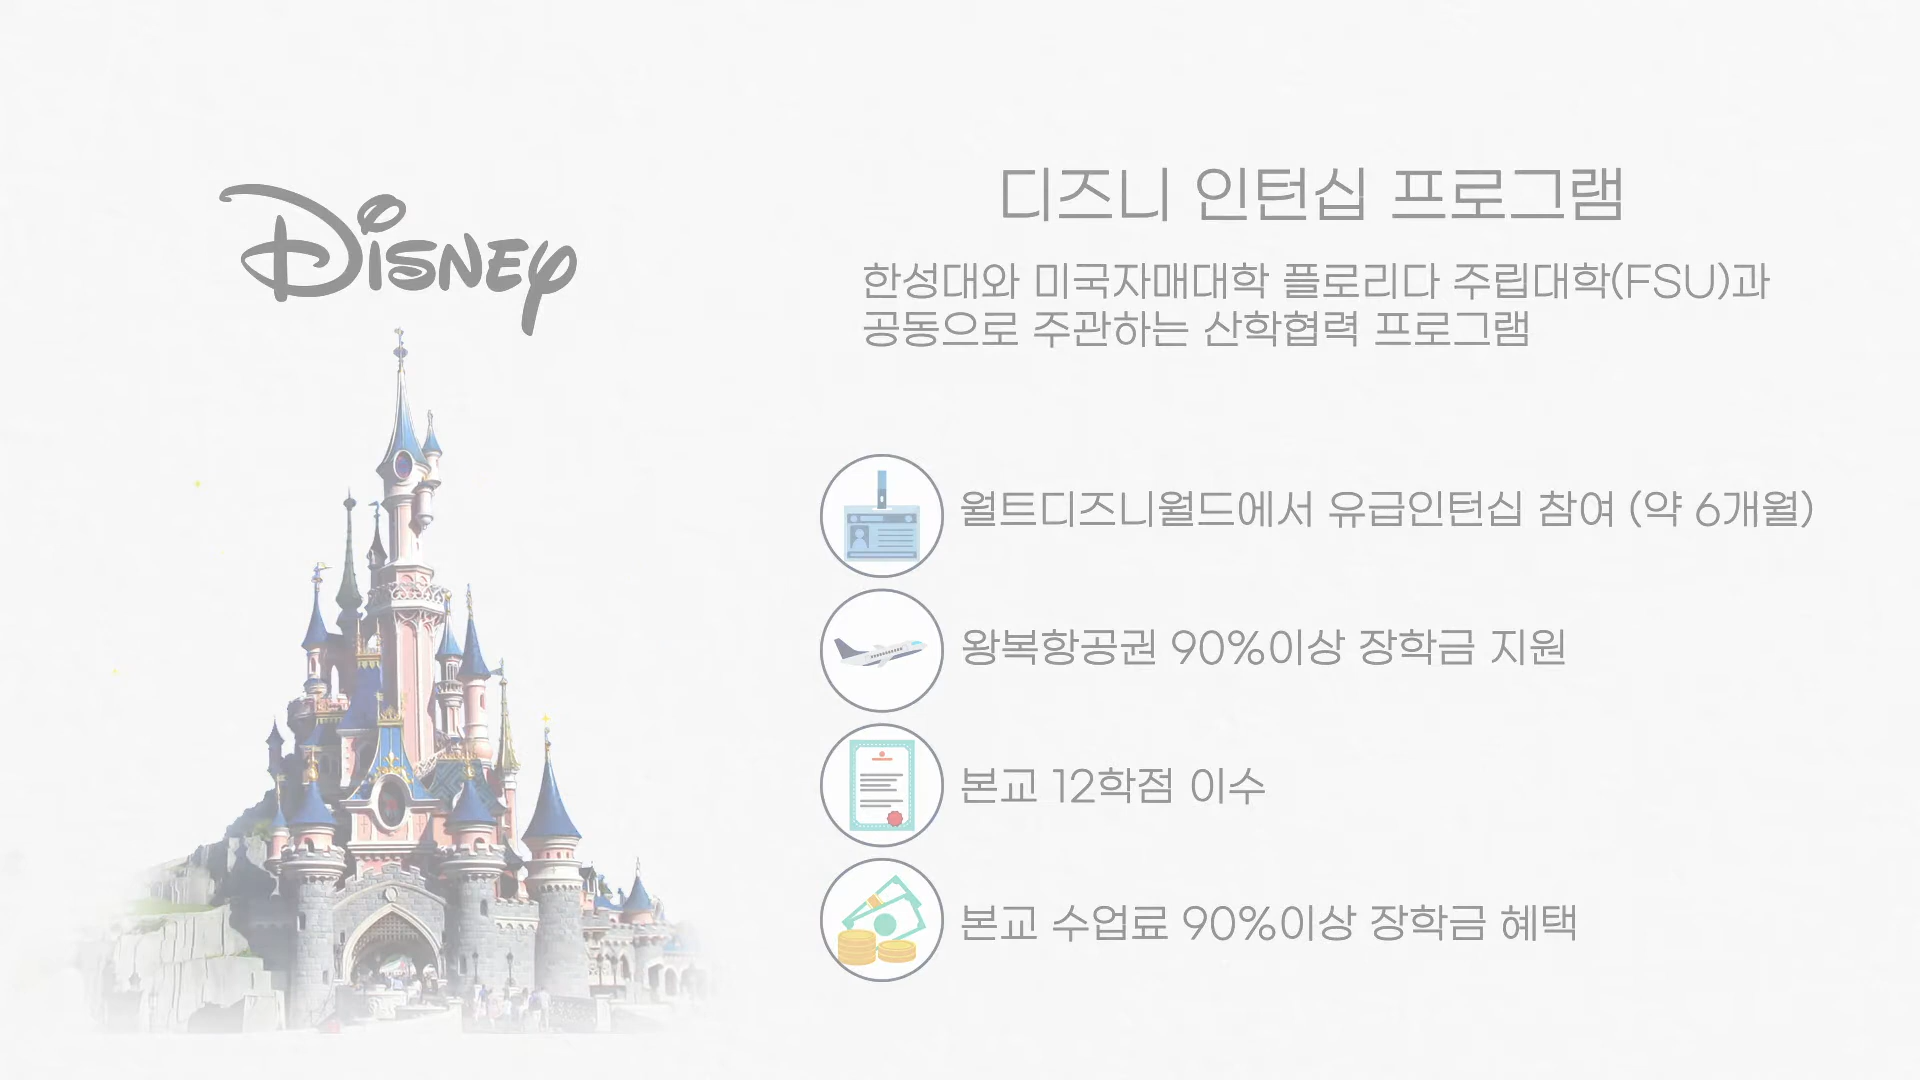 Disney
디즈니 인턴십 프로그램
한성대와 미국자매대학 플로리다 주립대학(FSU)과
공동으로 주관하는 산학협력 프로그램
월트디즈니월드에서 유급인턴십 참여 (약 6개월)
왕복항공권 90%이상 장학금 지원
본교 12학점 이수
본교 수업료 90%이상 장학금 혜택